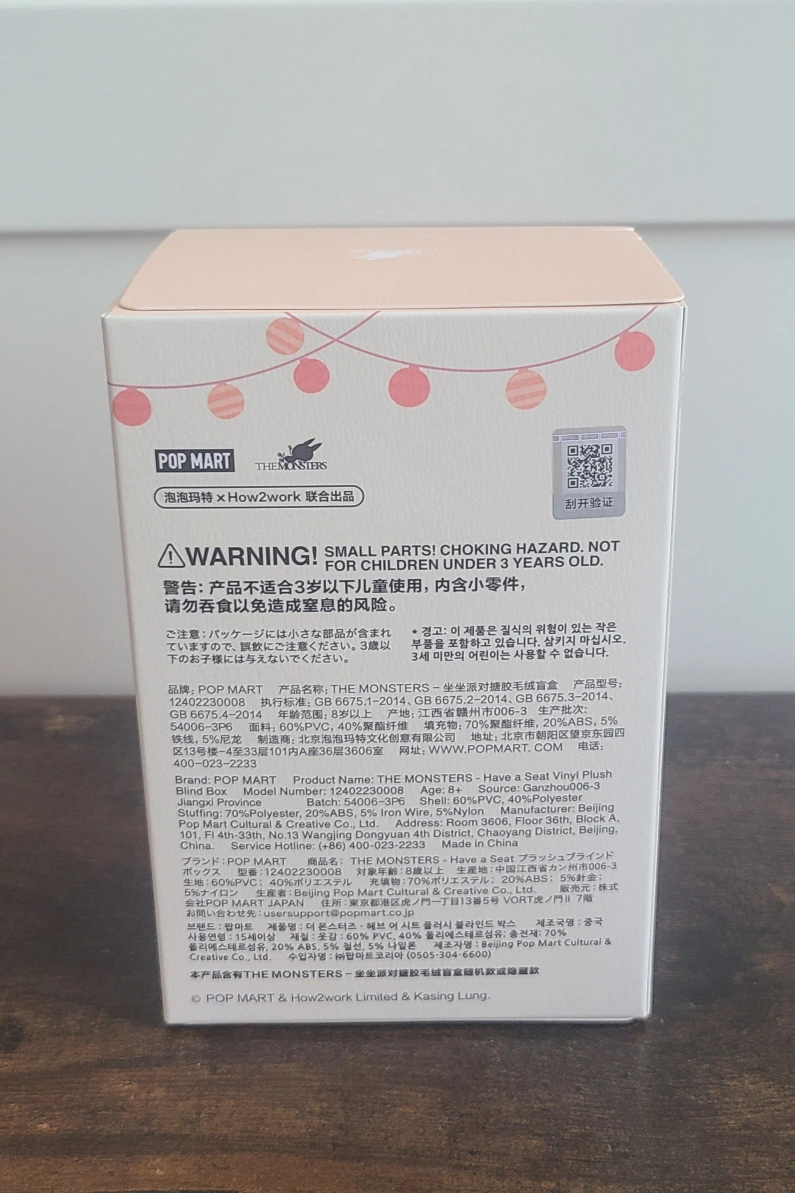 POP MART
THE MONSTERS
泡泡玛特 × How2work 联合出品
刮开验证
WARNING! SMALL PARTS! CHOKING HAZARD. NOT
FOR CHILDREN UNDER 3 YEARS OLD.
警告: 产品不适合3岁以下儿童使用, 内含小零件,
请勿吞食以免造成窒息的风险。
ご注意:パッケージには小さな部品が含まれ
ていますので、誤飲にご注意ください。3歳以
下のお子様には与えないでください。
* 경고: 이 제품은 질식의 위험이 있는 작은
부품을 포함하고 있습니다. 삼키지 마십시오.
3세 미만의 어린이는 사용할 수 없습니다.
品牌: POP MART 产品名称: THE MONSTERS – 坐坐派对搪胶毛绒盲盒 产品型号:
12402230008 执行标准: GB 6675.1–2014、GB 6675.2–2014、GB 6675.3–2014、
GB 6675.4–2014 年龄范围: 8岁以上 产地: 江西省赣州市006-3 生产批次:
54006–3P6 面料: 60%PVC, 40%聚酯纤维 填充物: 70%聚酯纤维, 20%ABS, 5%
铁线, 5%尼龙 制造商: 北京泡泡玛特文化创意有限公司 地址: 北京市朝阳区望京东园四
区13号楼–4至33层101内A座36层3606室 网址: WWW.POPMART. COM 电话:
400–023–2233
Brand: POP MART Product Name: THE MONSTERS - Have a Seat Vinyl Plush
Blind Box Model Number: 12402230008 Age: 8+ Source: Ganzhou006-3
Jiangxi Province Batch: 54006-3P6 Shell: 60%PVC, 40%Polyester
Stuffing: 70%Polyester, 20%ABS, 5% Iron Wire, 5%Nylon Manufacturer: Beijing
Pop Mart Cultural & Creative Co., Ltd. Address: Room 3606, Floor 36th, Block A,
101, Fl 4th-33th, No.13 Wangjing Dongyuan 4th District, Chaoyang District, Beijing,
China. Service Hotline: (+86) 400-023-2233 Made in China
ブランド:POP MART 商品名: THE MONSTERS - Have a Seat プラッシュブラインド
ボックス 型番:12402230008 対象年齢:8歳以上 生産地:中国江西省カン州市006-3
生地:60%PVC; 40%ポリエステル 充填物:70%ポリエステル; 20%ABS; 5%針金;
5%ナイロン 生産者:Beijing Pop Mart Cultural & Creative Co., Ltd. 販売元:株式
会社POP MART JAPAN 住所:東京都港区虎ノ門一丁目13番5号 VORT虎ノ門II 7階
お問い合わせ先:usersupport@popmart.co.jp
브랜드 : 팝마트 제품명 : 더 몬스터즈 - 헤브 어 시트 플러시 블라인드 박스 제조국명 : 중국
사용연령 : 15세이상 재질 : 옷감 : 60% PVC, 40% 폴리에스테르섬유; 충전재: 70%
폴리에스테르섬유, 20% ABS, 5% 철선, 5% 나일론 제조자명 : Beijing Pop Mart Cultural &
Creative Co., Ltd. 수입자명 : ㈜팝마트코리아 (0505-304-6600)
本产品含有THE MONSTERS – 坐坐派对搪胶毛绒盲盒随机款或隐藏款
© POP MART & How2work Limited & Kasing Lung.